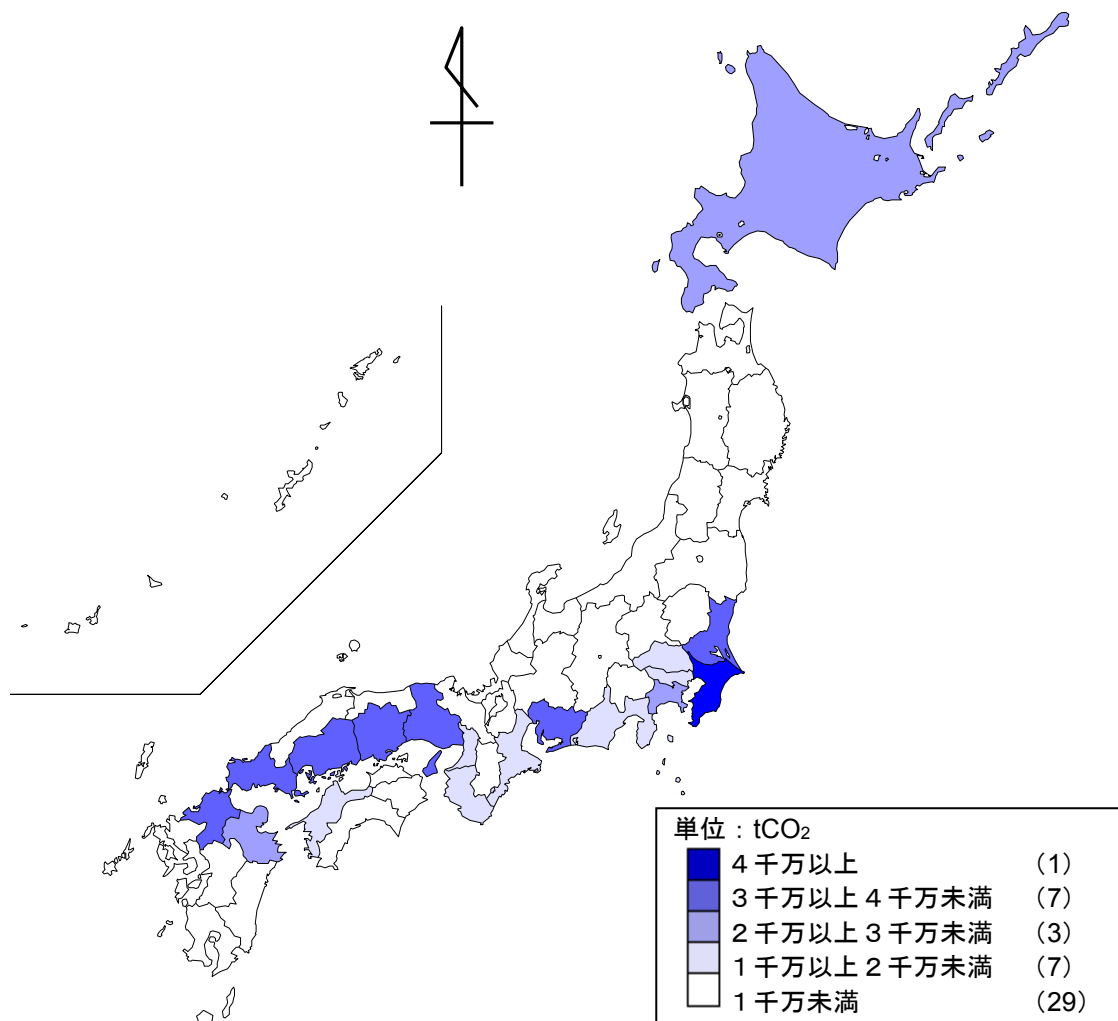 単位：tCO₂
４千万以上 （1）
３千万以上４千万未満 （7）
２千万以上３千万未満 （3）
１千万以上２千万未満 （7）
１千万未満 （29）